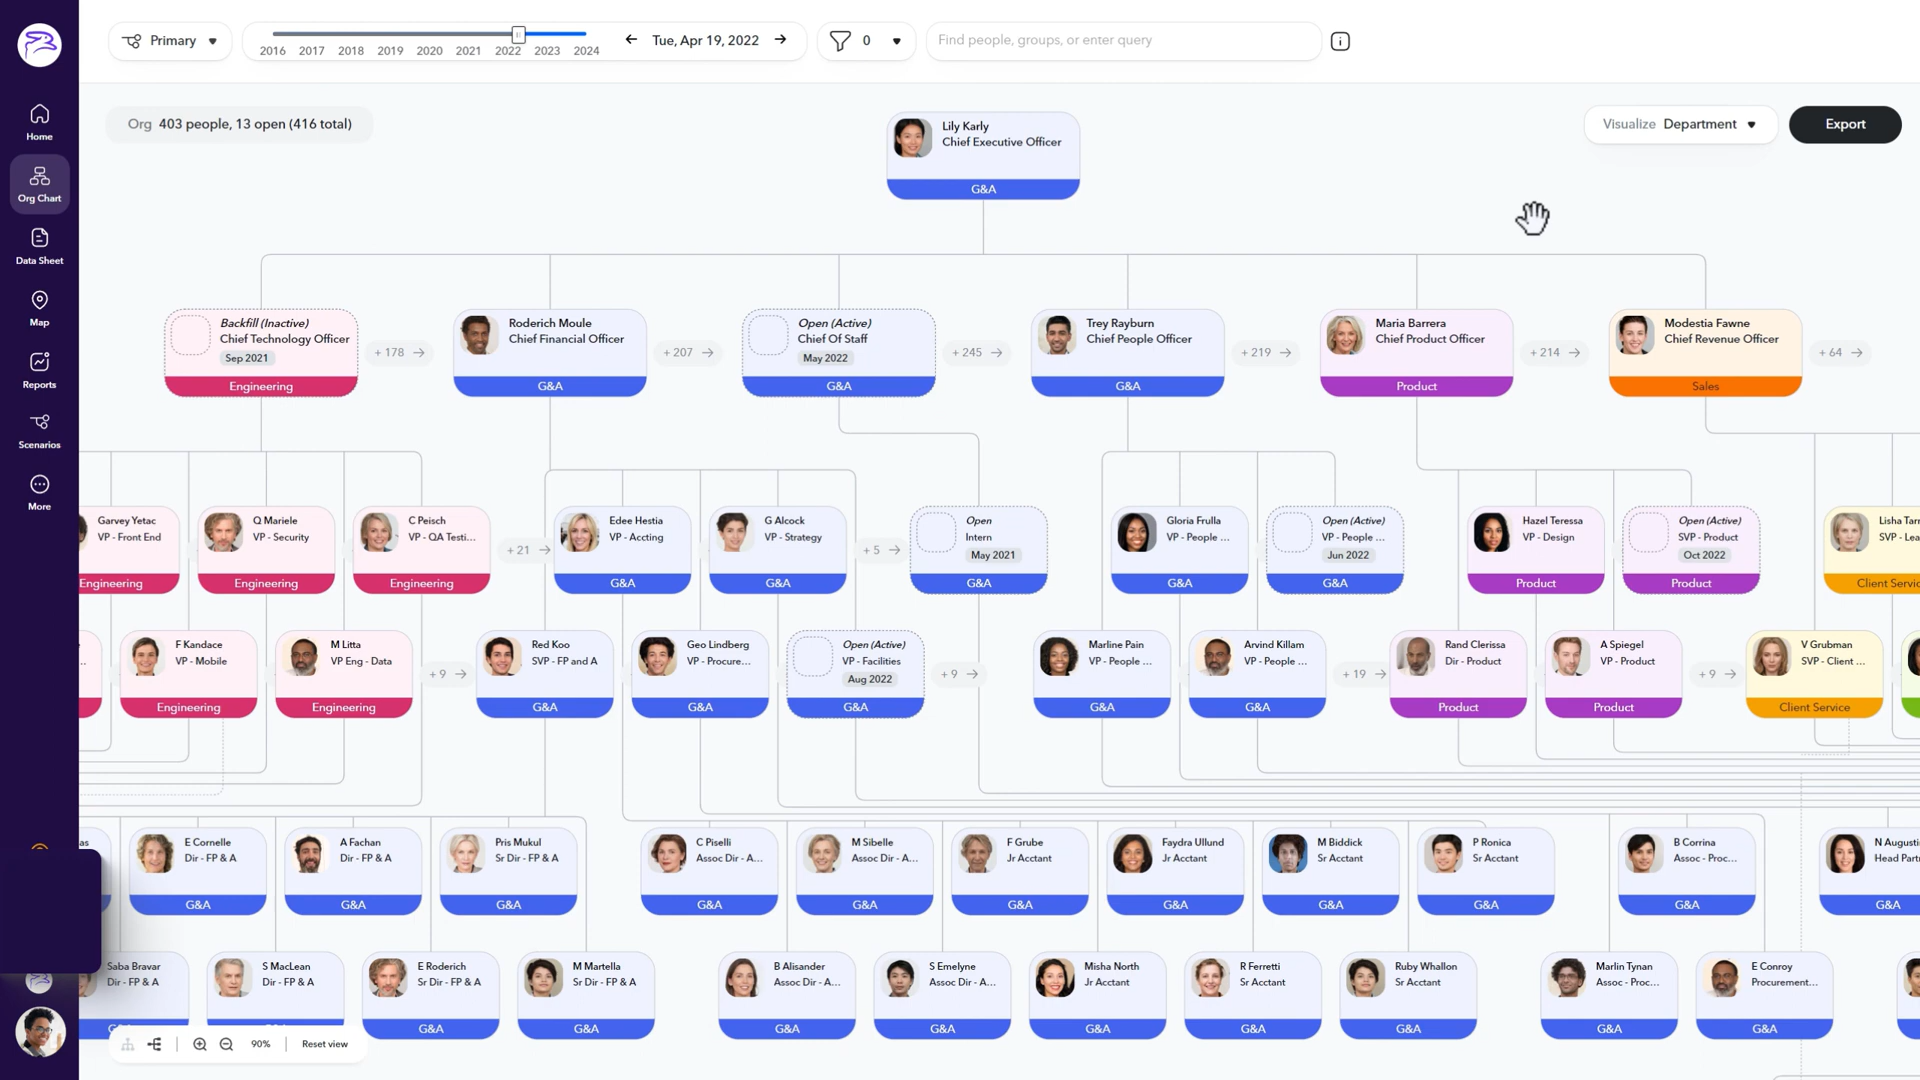 Primary
2016 2017 2018 2019 2020 2021 2022 2023 2024
Tue, Apr 19, 2022
0
Find people, groups, or enter query
Home
Org Chart
Data Sheet
Map
Reports
Scenarios
More
Org 403 people, 13 open (416 total)
Visualize Department
Export
Lily Karly
Chief Executive Officer
G&A
Backfill (Inactive)
Chief Technology Officer
Sep 2021
Engineering
+ 178
Roderich Moule
Chief Financial Officer
G&A
+ 207
Open (Active)
Chief Of Staff
May 2022
G&A
+ 245
Trey Rayburn
Chief People Officer
G&A
+ 219
Maria Barrera
Chief Product Officer
Product
+ 214
Modestia Fawne
Chief Revenue Officer
Sales
+ 64
Garvey Yetac
VP - Front End
Engineering
Q Mariele
VP - Security
Engineering
C Peisch
VP - QA Testi...
Engineering
+ 21
Edee Hestia
VP - Accting
G&A
G Alcock
VP - Strategy
G&A
+ 5
Open
Intern
May 2021
G&A
Gloria Frulla
VP - People ...
G&A
Open (Active)
VP - People ...
Jun 2022
G&A
Hazel Teressa
VP - Design
Product
Open (Active)
SVP - Product
Oct 2022
Product
Lisha Tarr
SVP - Lea
Client Servic
F Kandace
VP - Mobile
Engineering
M Litta
VP Eng - Data
Engineering
+ 9
Red Koo
SVP - FP and A
G&A
Geo Lindberg
VP - Procure...
G&A
Open (Active)
VP - Facilities
Aug 2022
G&A
+ 9
Marline Pain
VP - People ...
G&A
Arvind Killam
VP - People ...
G&A
+ 19
Rand Clerissa
Dir - Product
Product
A Spiegel
VP - Product
Product
+ 9
V Grubman
SVP - Client ...
Client Service
as
E Cornelle
Dir - FP & A
G&A
A Fachan
Dir - FP & A
G&A
Pris Mukul
Sr Dir - FP & A
G&A
C Piselli
Assoc Dir - A...
G&A
M Sibelle
Assoc Dir - A...
G&A
F Grube
Jr Acctant
G&A
Faydra Ullund
Jr Acctant
G&A
M Biddick
Sr Acctant
G&A
P Ronica
Sr Acctant
G&A
B Corrina
Assoc - Proc...
G&A
N Augusti
Head Part
G&A
Saba Bravar
Dir - FP & A
S MacLean
Dir - FP & A
E Roderich
Sr Dir - FP & A
G&A
M Martella
Sr Dir - FP & A
G&A
B Alisander
Assoc Dir - A...
G&A
S Emelyne
Assoc Dir - A...
G&A
Misha North
Jr Acctant
G&A
R Ferretti
Sr Acctant
G&A
Ruby Whallon
Sr Acctant
G&A
Marlin Tynan
Assoc - Proc...
G&A
E Conroy
Procurement...
G&A
90%
Reset view